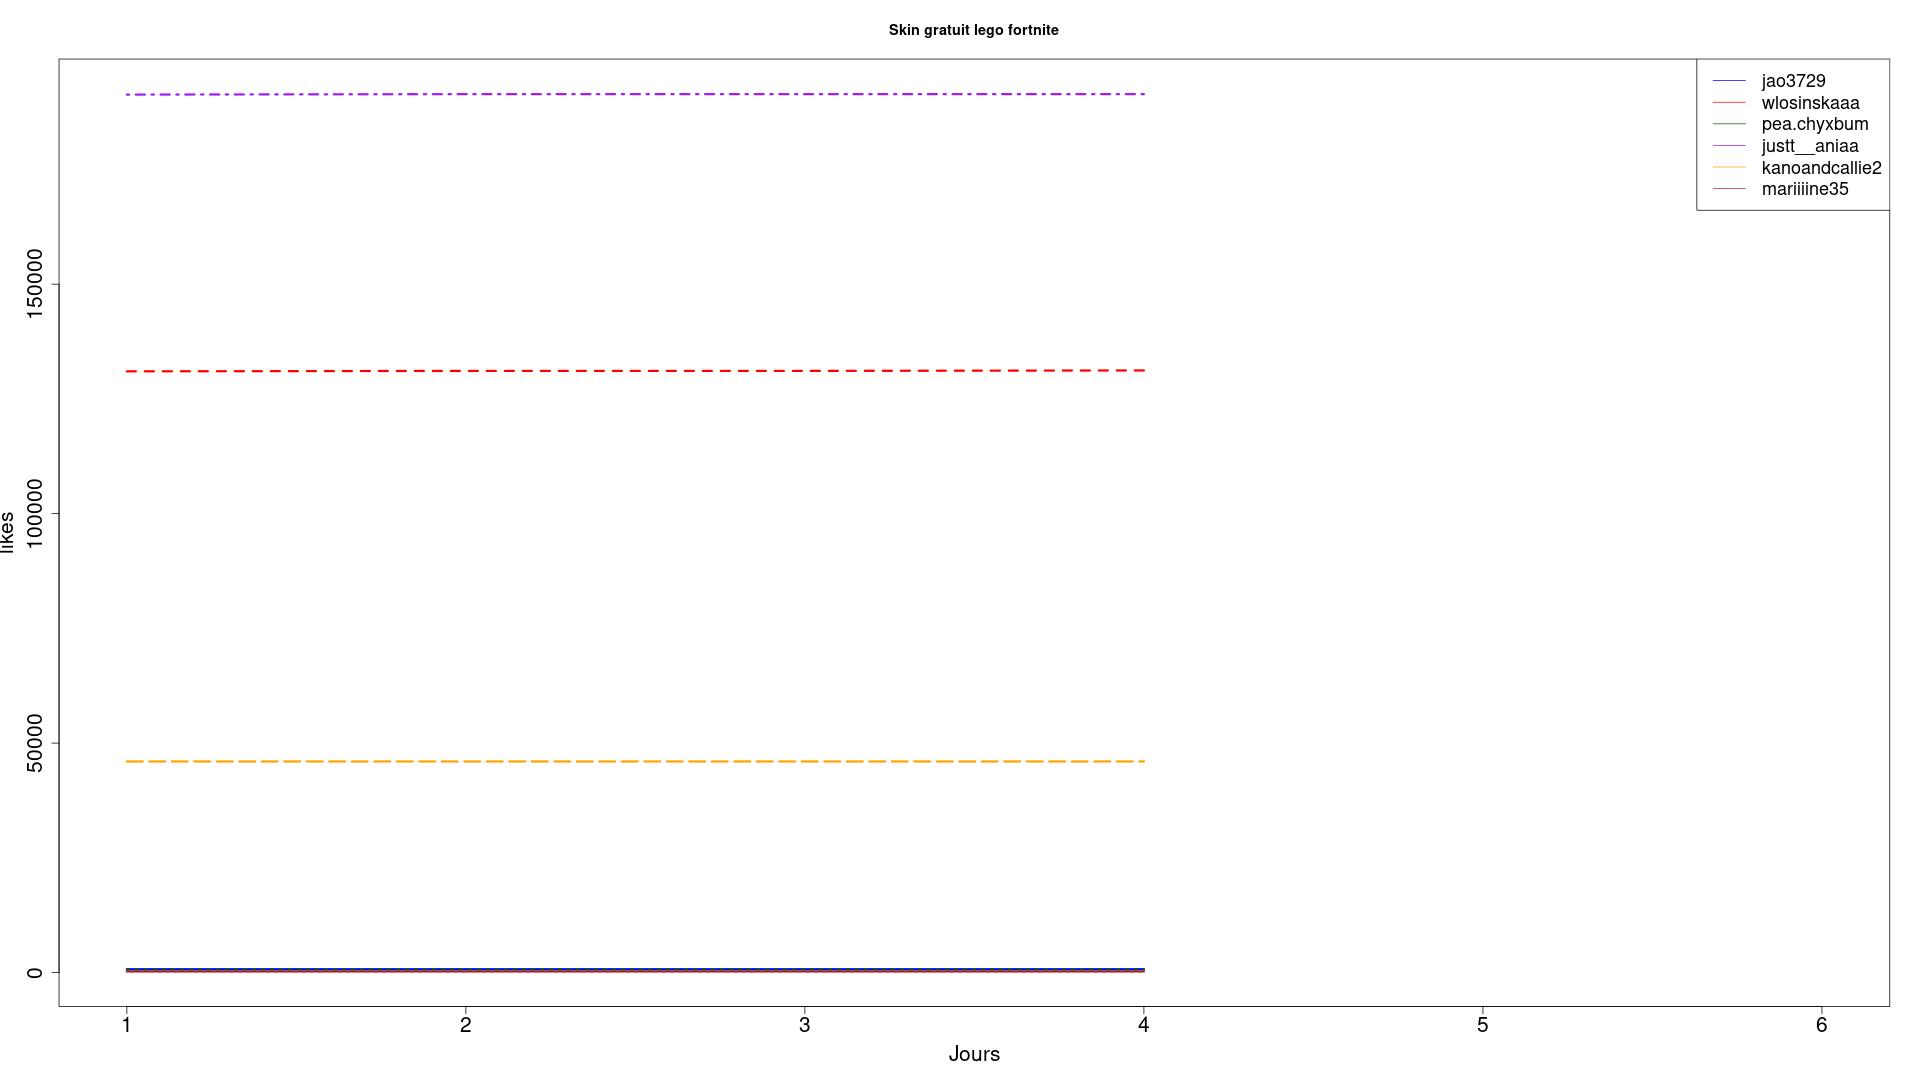 Skin gratuit lego fortnite
jao3729
wlosinskaaa
pea.chyxbum
justt__aniaa
kanoandcallie2
mariiiine35
likes
150000
100000
50000
0
1 2 3 4 5 6
Jours